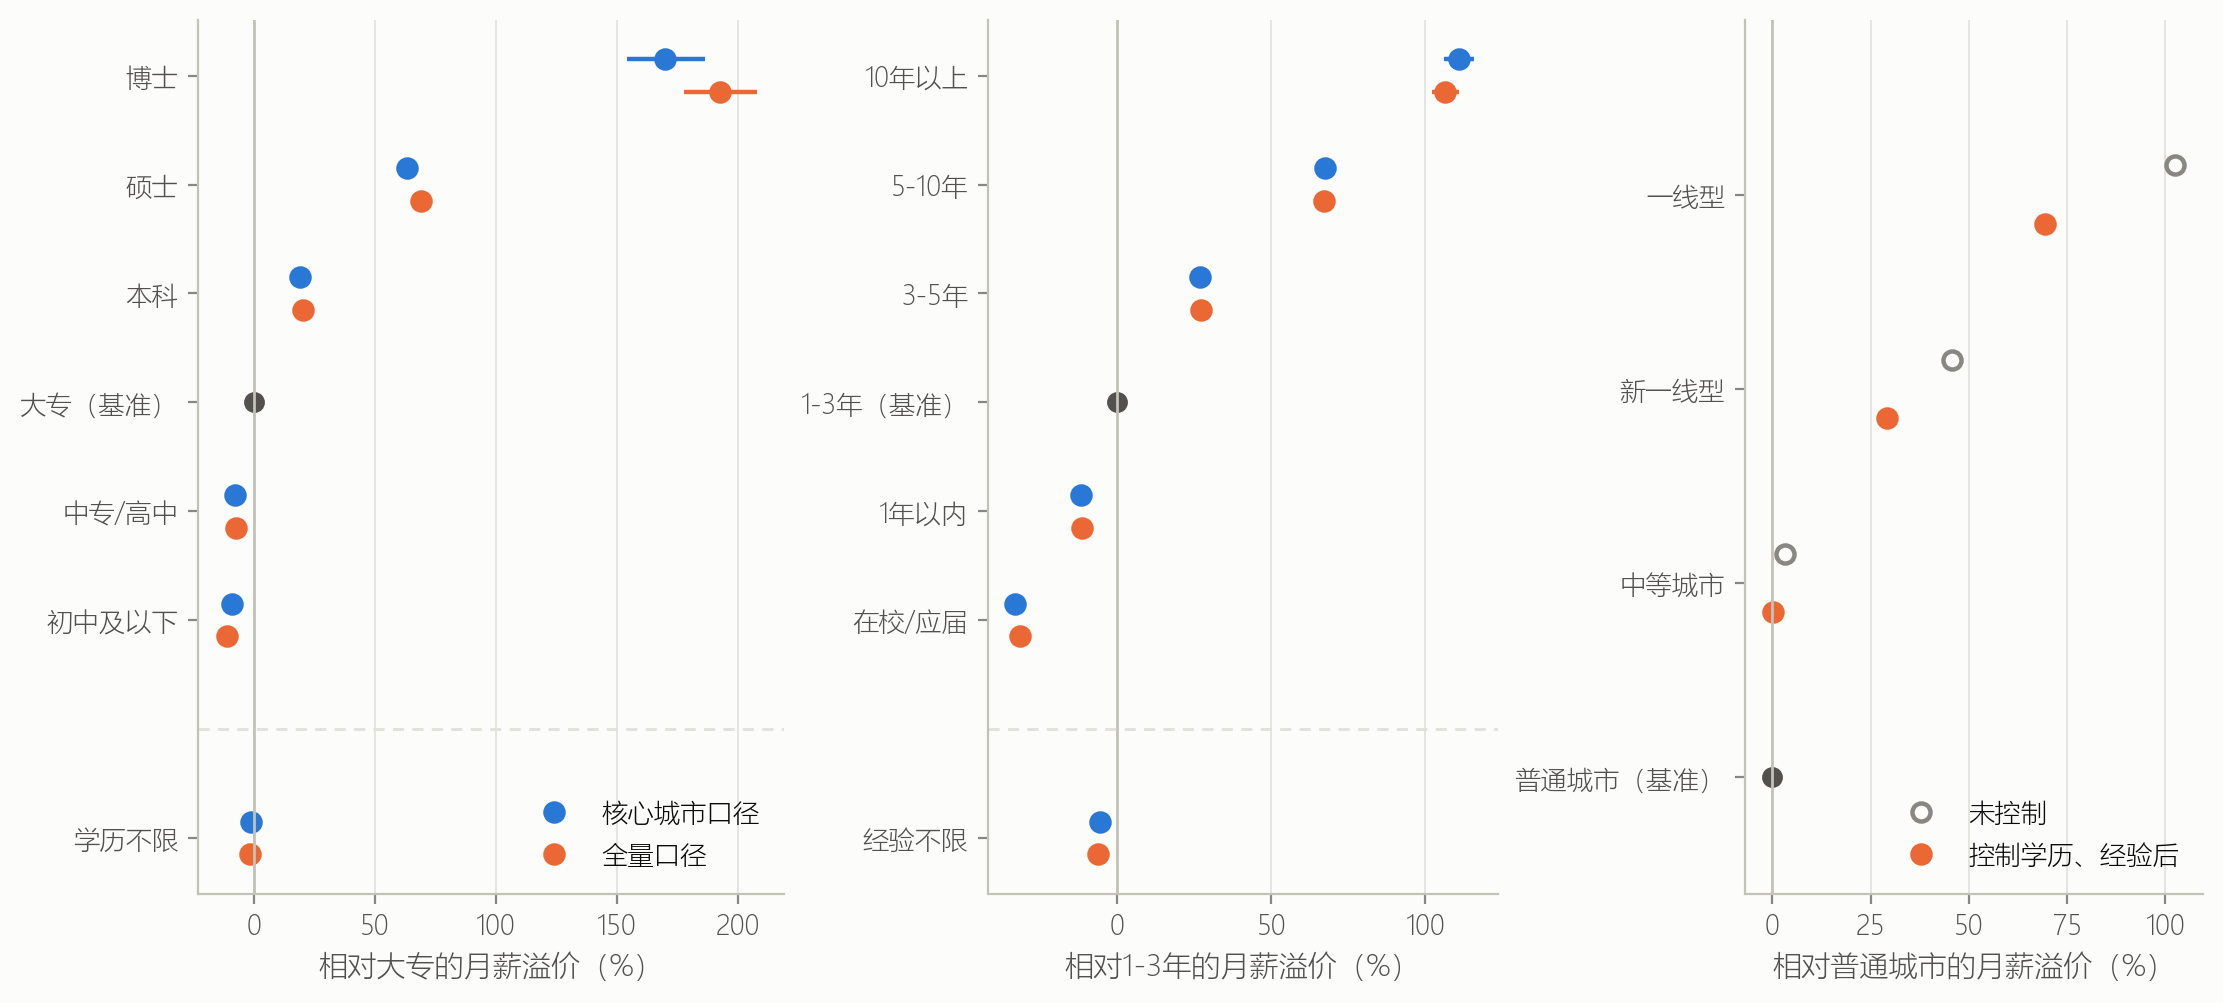 博士
硕士
本科
大专（基准）
中专/高中
初中及以下
学历不限
核心城市口径
全量口径
0 50 100 150 200
相对大专的月薪溢价（%）
10年以上
5-10年
3-5年
1-3年（基准）
1年以内
在校/应届
经验不限
0 50 100
相对1-3年的月薪溢价（%）
一线型
新一线型
中等城市
普通城市（基准）
未控制
控制学历、经验后
0 25 50 75 100
相对普通城市的月薪溢价（%）